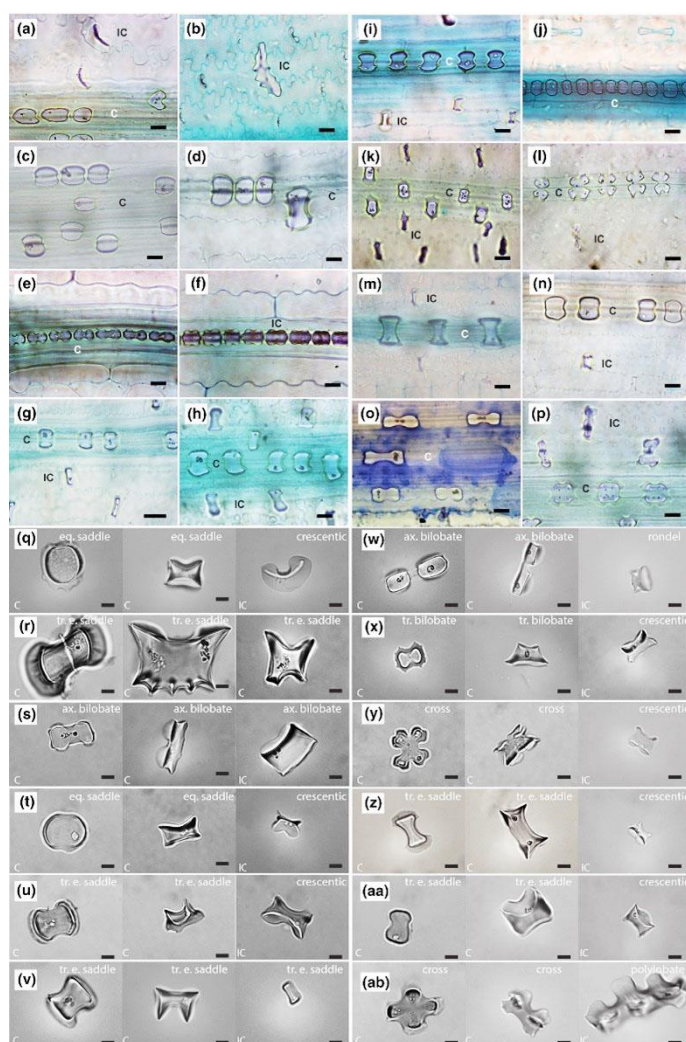 (a) IC (b) (i) (j)
C IC C C
IC
(c) (d) (k) (l)
C C C C
IC IC
(e) (f) (m) (n)
IC IC
C C C
IC
(g) (h) (o) (p)
C IC
IC C C C
IC
(q) eq. saddle eq. saddle crescentic (w) ax. bilobate ax. bilobate rondel
C C IC C C IC
(r) tr. e. saddle tr. e. saddle tr. e. saddle (x) tr. bilobate tr. bilobate crescentic
C C C C C IC
(s) ax. bilobate ax. bilobate ax. bilobate (y) cross cross crescentic
C C C C C IC
(t) eq. saddle eq. saddle crescentic (z) tr. e. saddle tr. e. saddle crescentic
C C IC C C IC
(u) tr. e. saddle tr. e. saddle crescentic (aa) tr. e. saddle tr. e. saddle crescentic
C C IC C C IC
(v) tr. e. saddle tr. e. saddle tr. e. saddle (ab) cross cross polylobate
C C IC C C IC